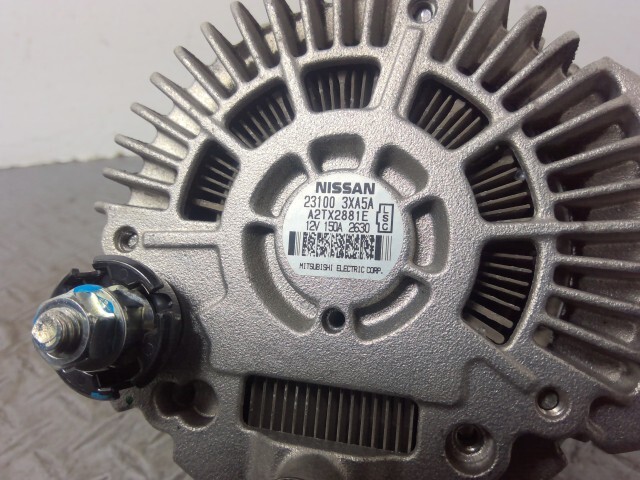 NISSAN
23100 3XA5A
A2TX2881E
12V 150A 2630
S
C
MITSUBISHI ELECTRIC CORP.